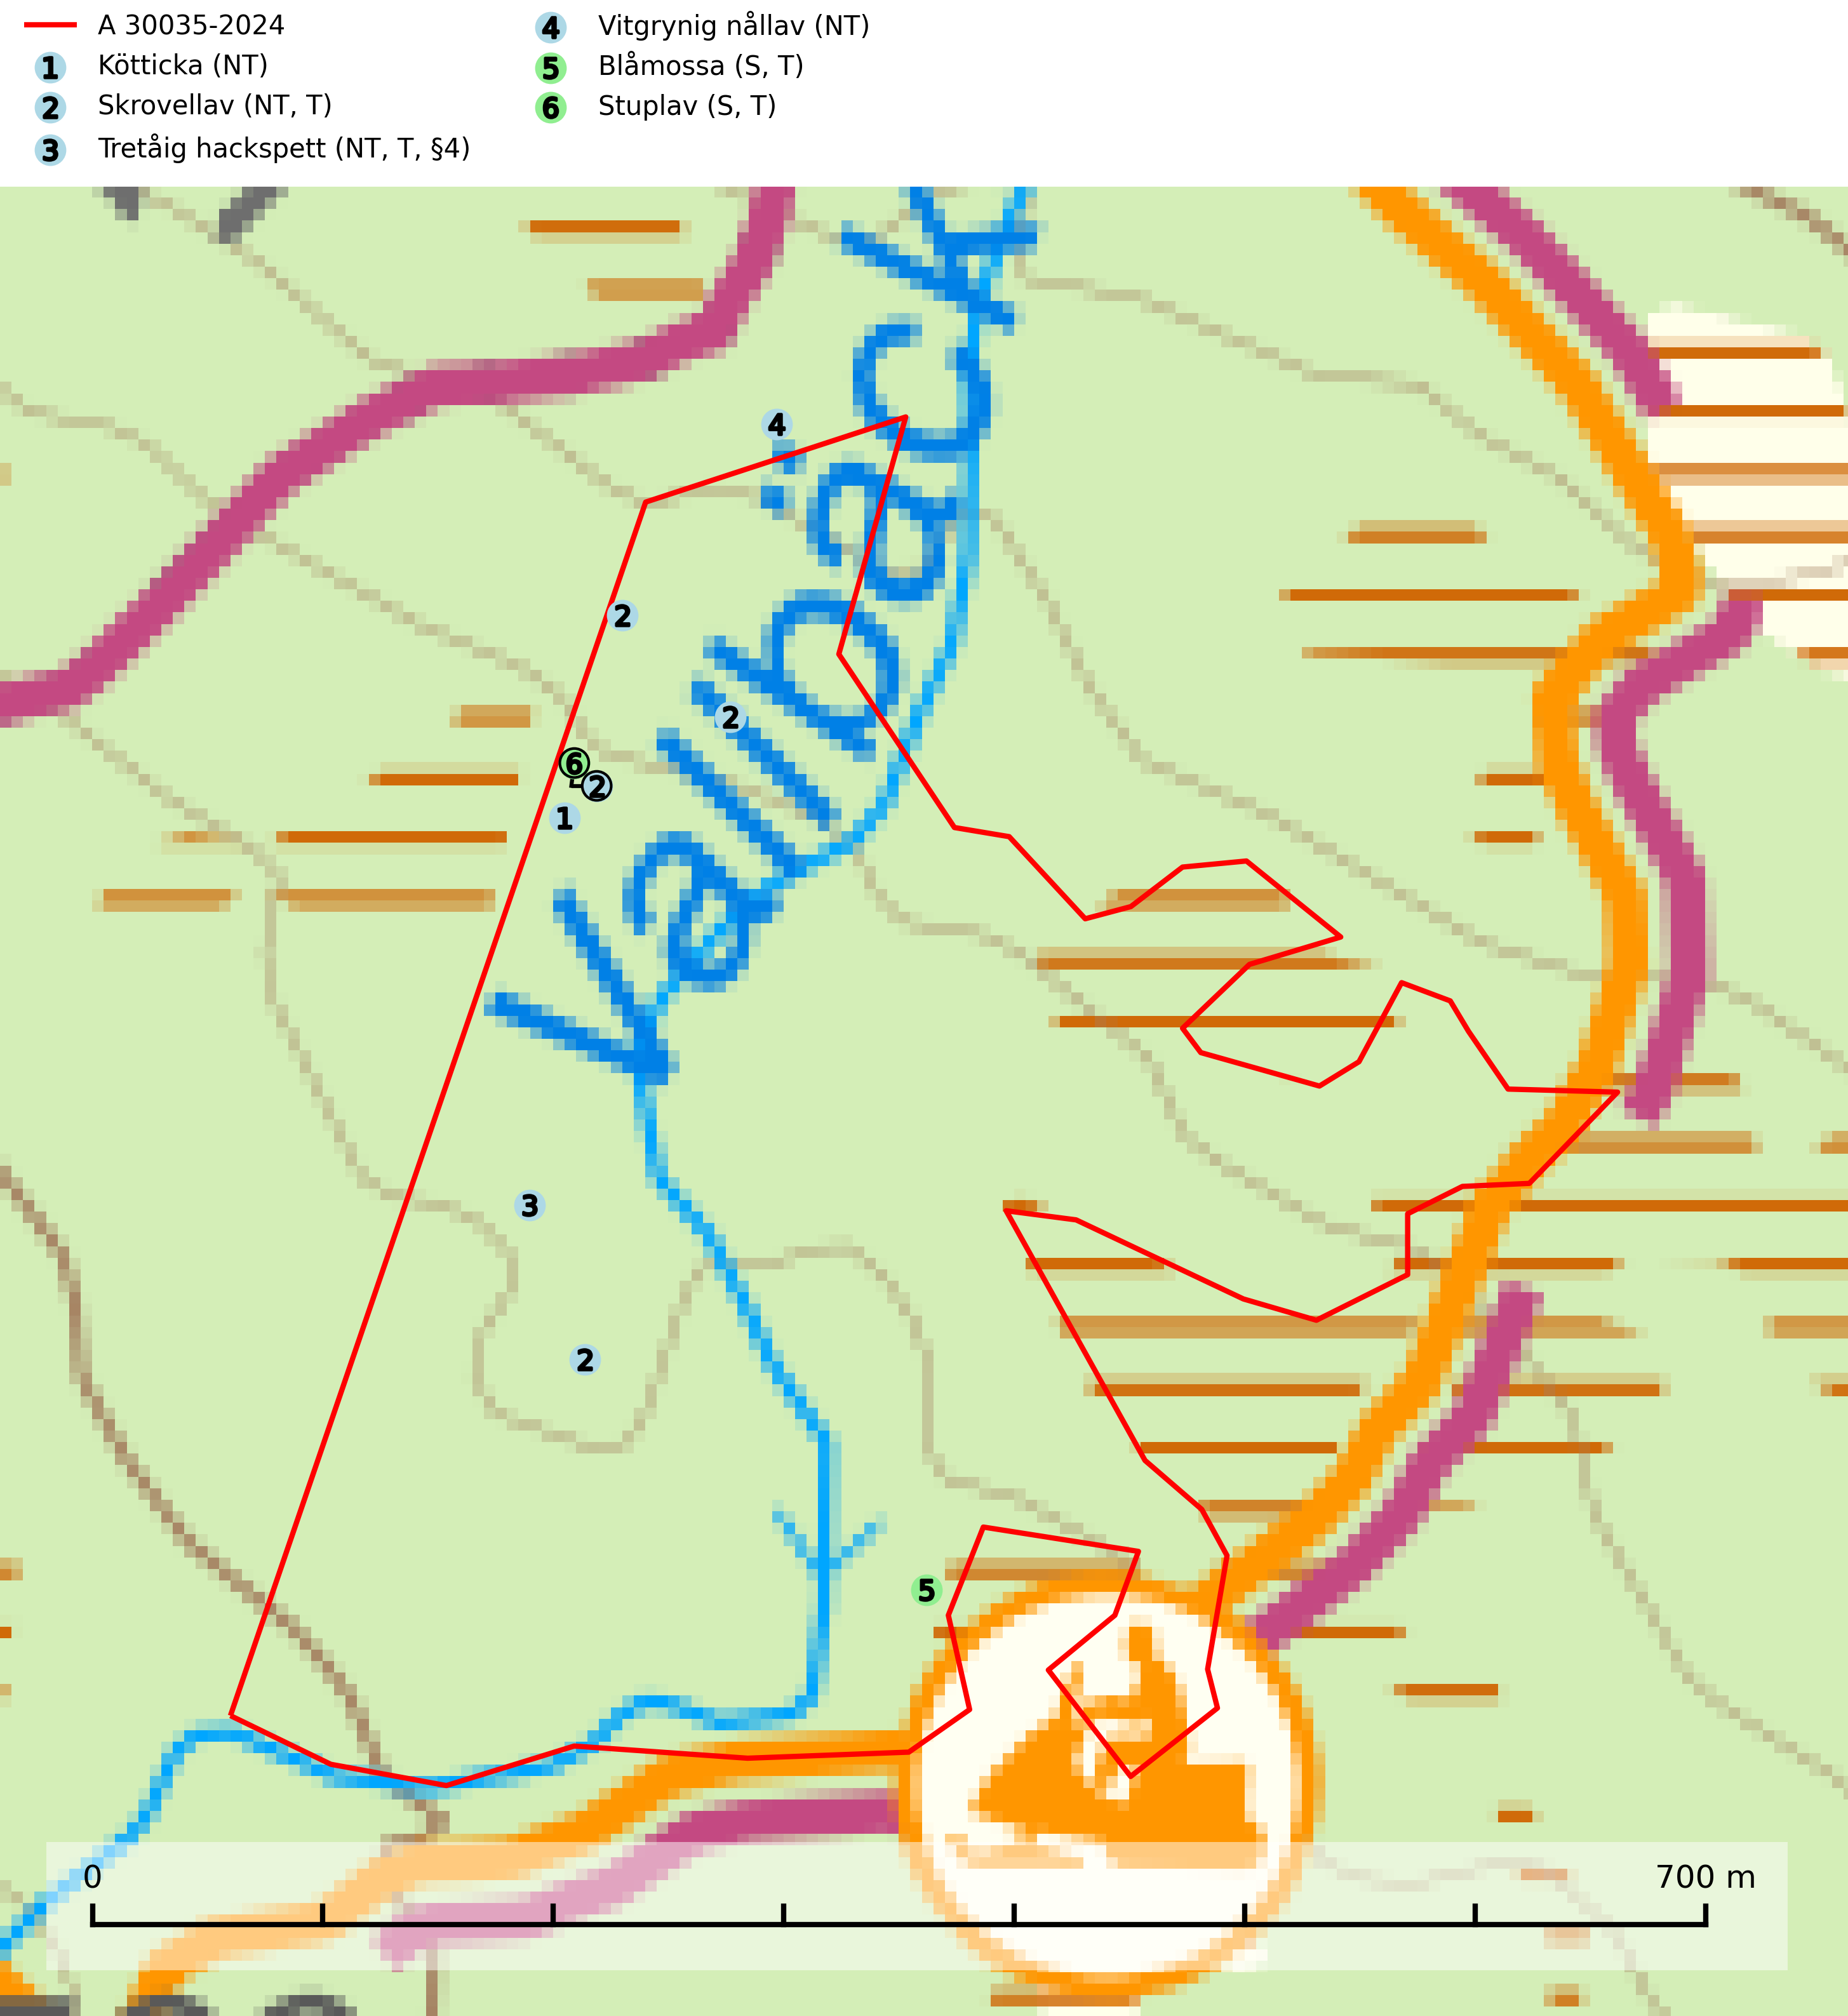 A 30035-2024
1 Kötticka (NT)
2 Skrovellav (NT, T)
3 Tretåig hackspett (NT, T, §4)
4 Vitgrynig nållav (NT)
5 Blåmossa (S, T)
6 Stuplav (S, T)
Vallbäck
4
2
2
6
2
1
3
2
5
0 700 m